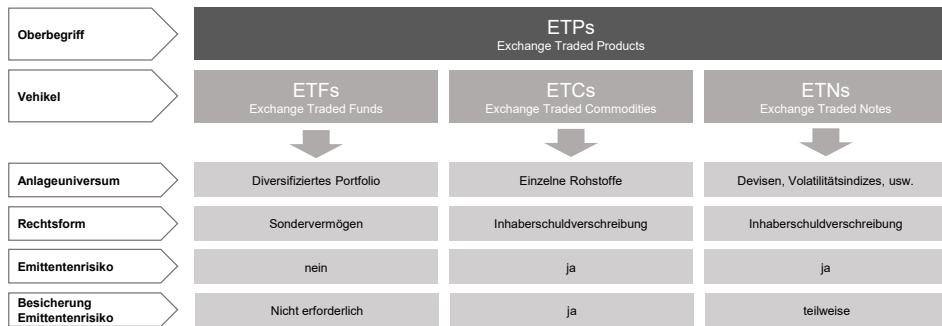 Oberbegriff
ETPs
Exchange Traded Products
Vehikel
ETFs
Exchange Traded Funds
ETCs
Exchange Traded Commodities
ETNs
Exchange Traded Notes
Anlageuniversum
Diversifiziertes Portfolio
Einzelne Rohstoffe
Devisen, Volatilitätsindizes, usw.
Rechtsform
Sondervermögen
Inhaberschuldverschreibung
Inhaberschuldverschreibung
Emittentenrisiko
nein
ja
ja
Besicherung
Emittentenrisiko
Nicht erforderlich
ja
teilweise